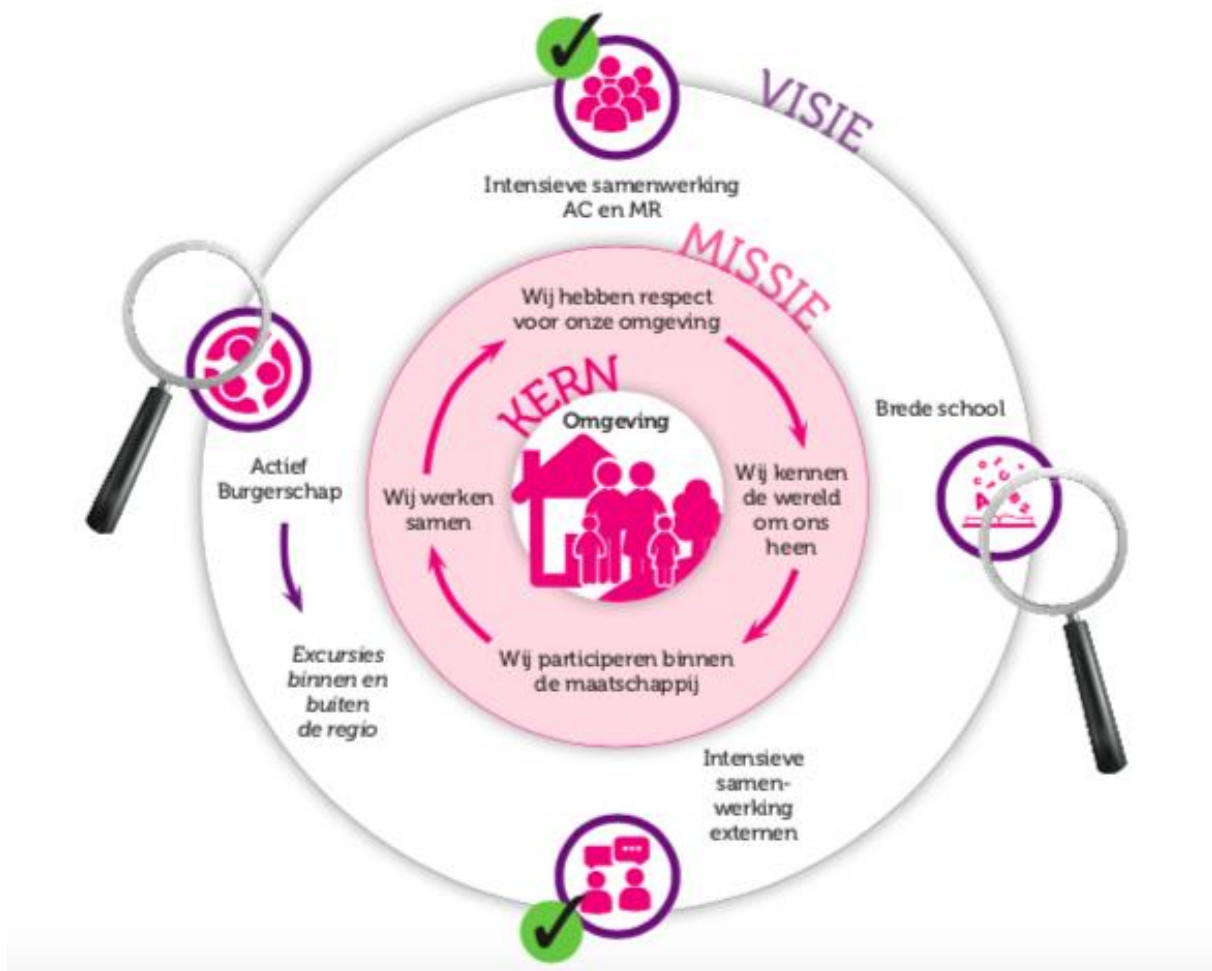 VISIE
Intensieve samenwerking
AC en MR
MISSIE
Wij hebben respect
voor onze omgeving
KERN
Omgeving
Brede school
Wij kennen
de wereld
om ons
heen
Actief
Burgerschap
Wij werken
samen
Excursies
binnen en
buiten
de regio
Wij participeren binnen
de maatschappij
Intensieve
samen-
werking
externen